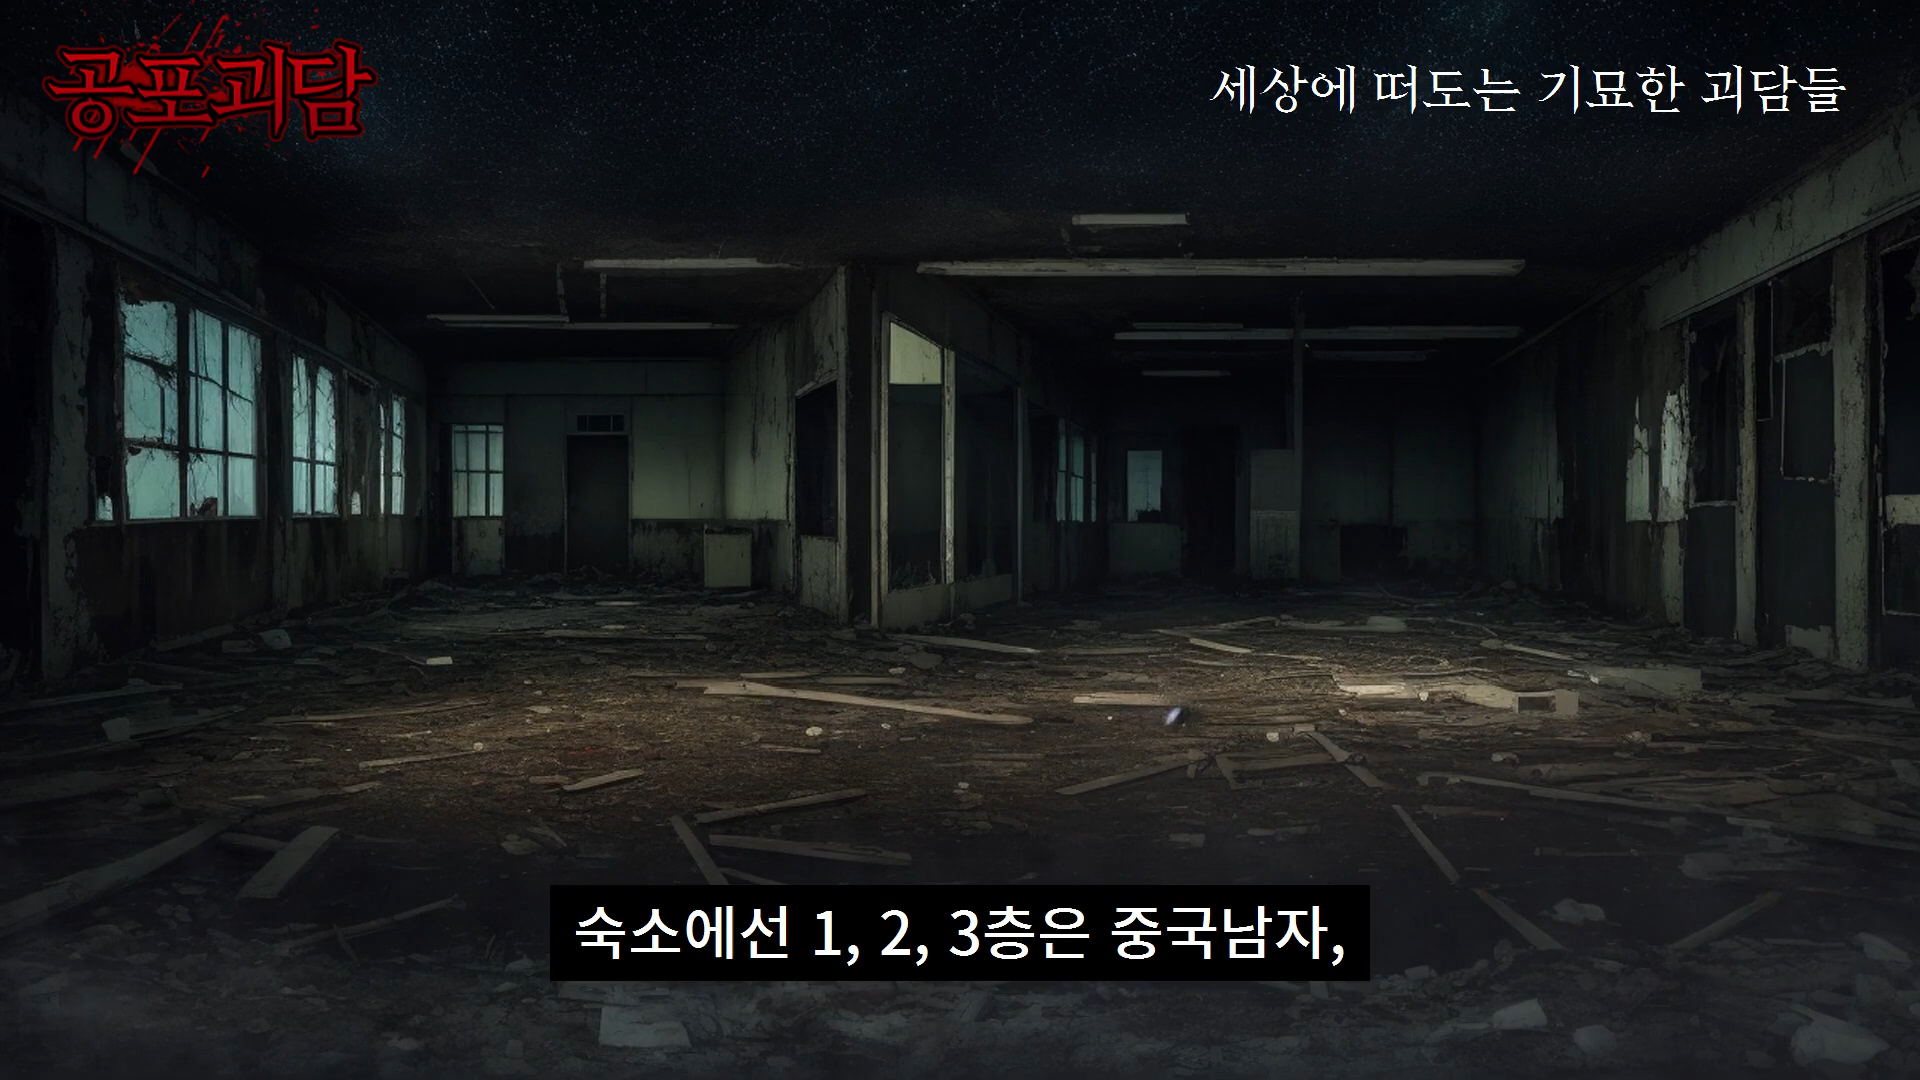 공포괴담
세상에 떠도는 기묘한 괴담들
숙소에선 1, 2, 3층은 중국남자,